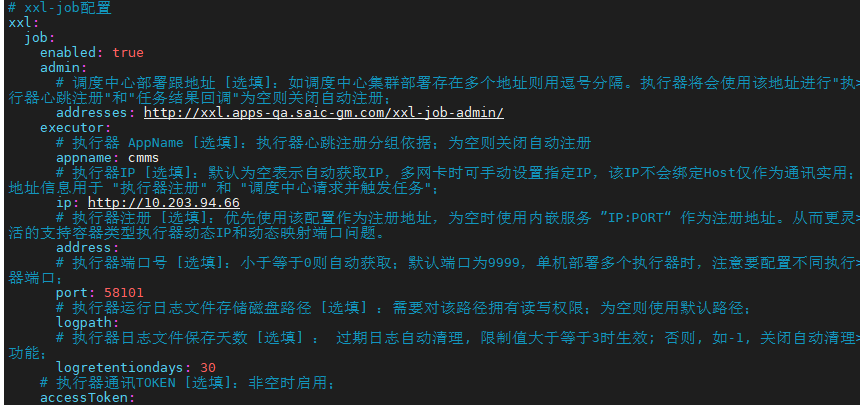 # xxl-job配置
xxl:
job:
enabled: true
admin:
# 调度中心部署跟地址 [选填]：如调度中心集群部署存在多个地址则用逗号分隔。执行器将会使用该地址进行"执>
行器心跳注册"和"任务结果回调"为空则关闭自动注册；
addresses: http://xxl.apps-qa.saic-gm.com/xxl-job-admin/
executor:
# 执行器 AppName [选填]：执行器心跳注册分组依据；为空则关闭自动注册
appname: cmms
# 执行器IP [选填]：默认为空表示自动获取IP，多网卡时可手动设置指定IP，该IP不会绑定Host仅作为通讯实用；
地址信息用于 "执行器注册" 和 "调度中心请求并触发任务"；
ip: http://10.203.94.66
# 执行器注册 [选填]：优先使用该配置作为注册地址，为空时使用内嵌服务 ”IP:PORT“ 作为注册地址。从而更灵>
活的支持容器类型执行器动态IP和动态映射端口问题。
address:
# 执行器端口号 [选填]：小于等于0则自动获取；默认端口为9999，单机部署多个执行器时，注意要配置不同执行>
器端口；
port: 58101
# 执行器运行日志文件存储磁盘路径 [选填] ：需要对该路径拥有读写权限；为空则使用默认路径；
logpath:
# 执行器日志文件保存天数 [选填] ： 过期日志自动清理, 限制值大于等于3时生效; 否则, 如-1, 关闭自动清理>
功能；
logretentiondays: 30
# 执行器通讯TOKEN [选填]：非空时启用；
accessToken: